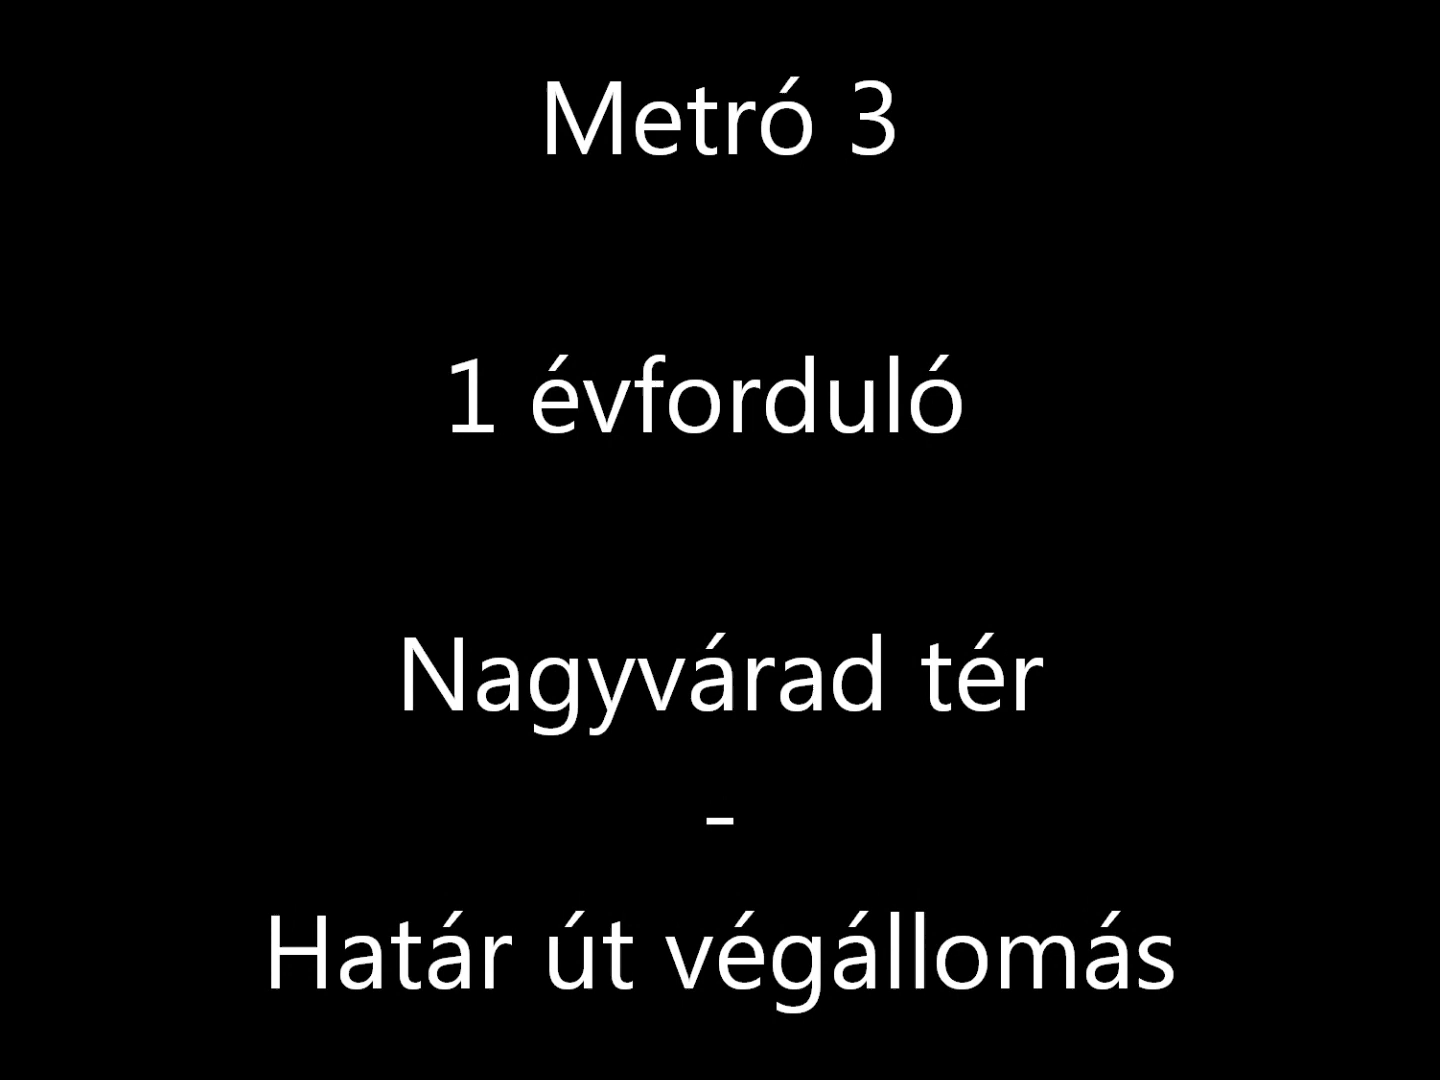 Metró 3
1 évforduló
Nagyvárad tér
-
Határ út végállomás